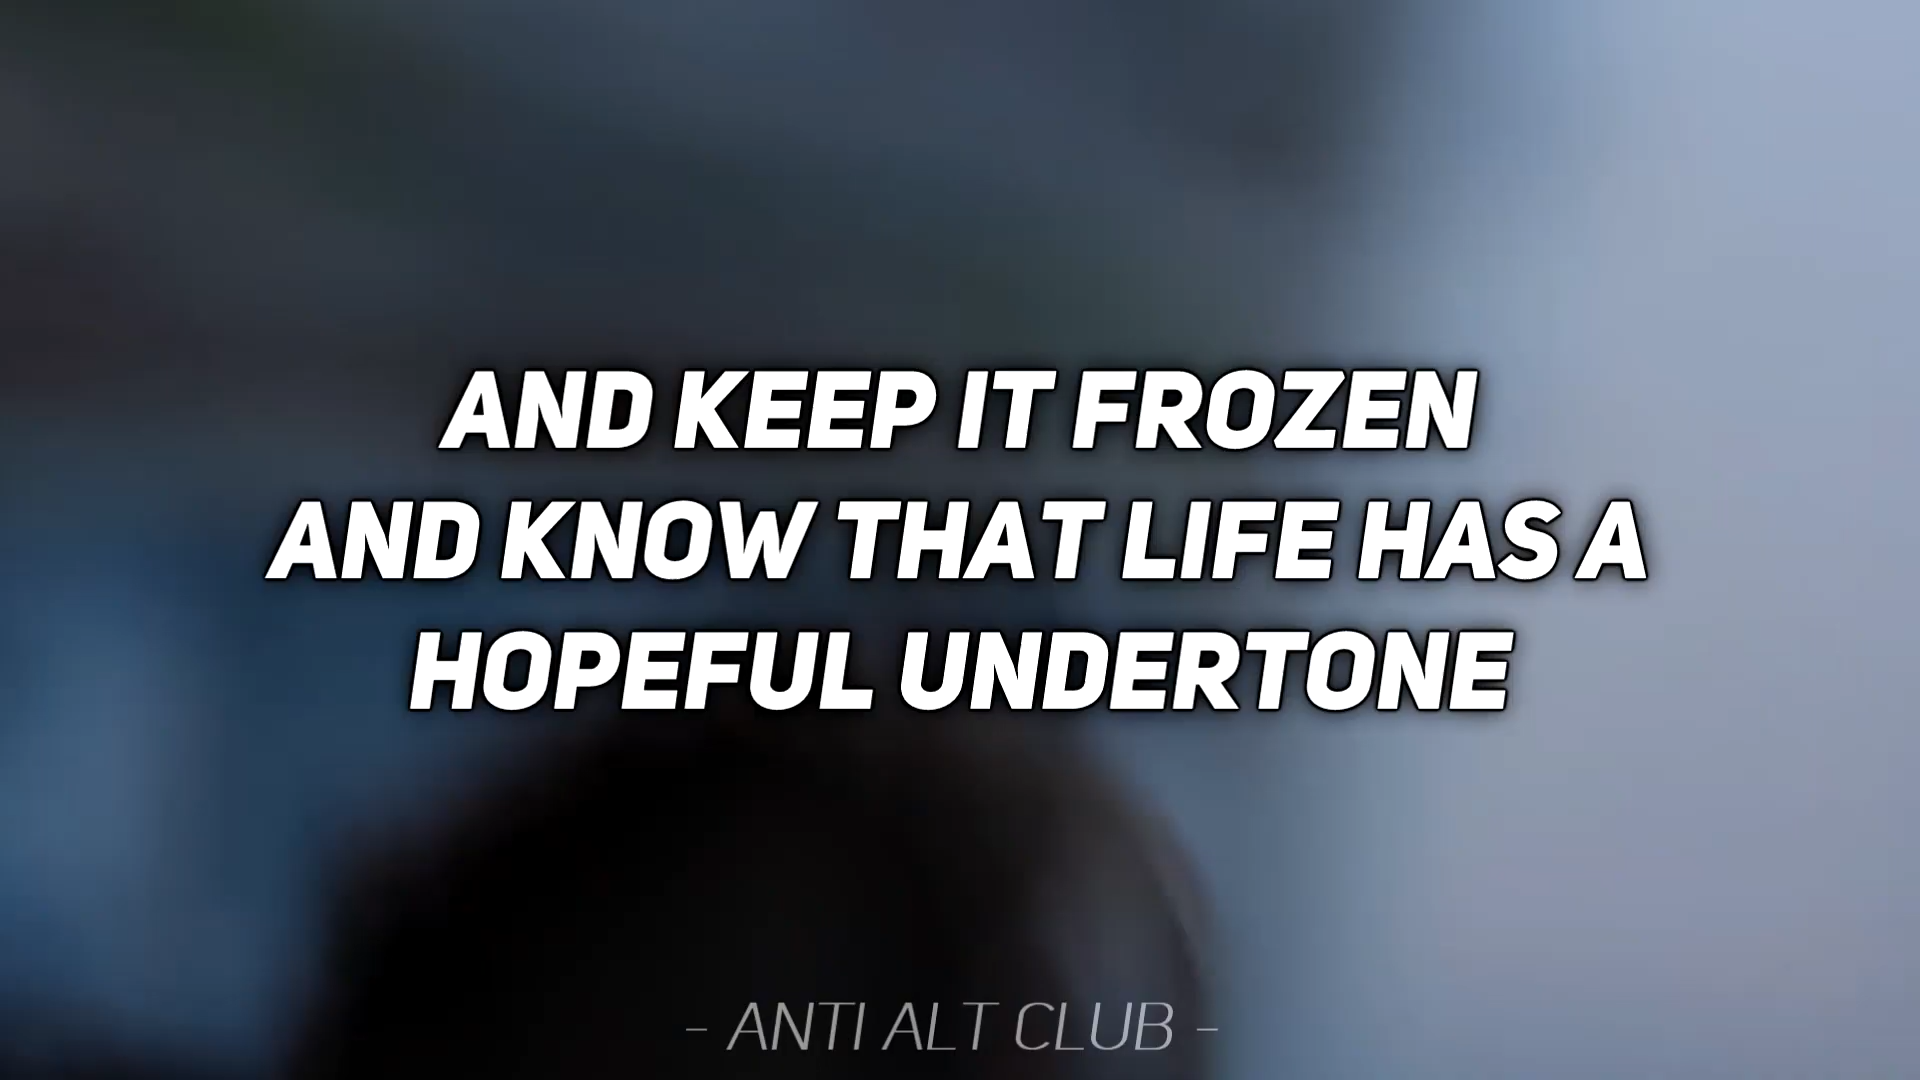 AND KEEP IT FROZEN
AND KNOW THAT LIFE HAS A
HOPEFUL UNDERTONE
- ANTI ALT CLUB -